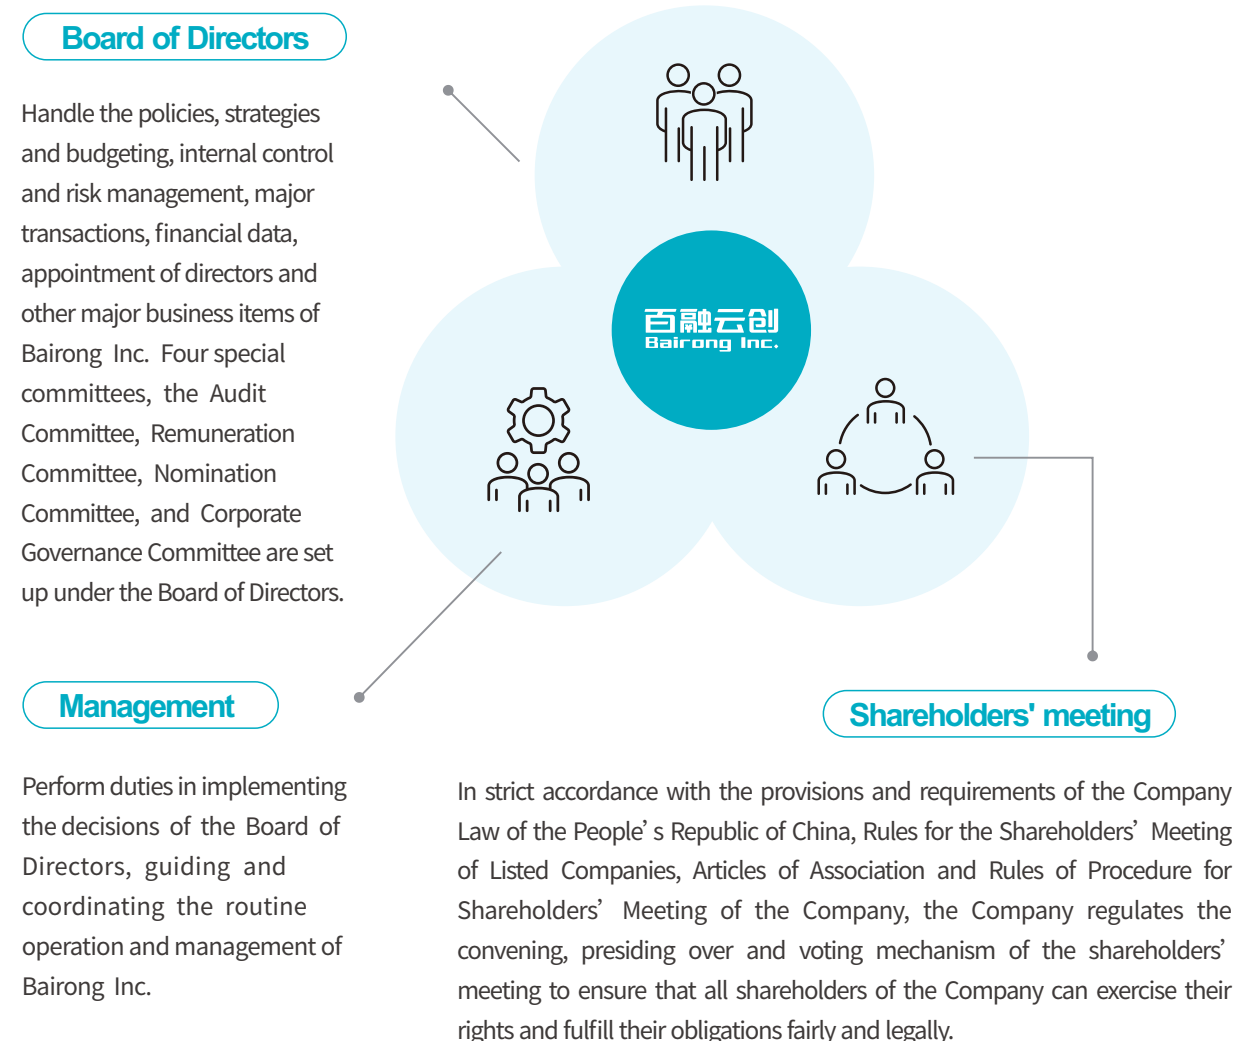 Board of Directors
Handle the policies, strategies
and budgeting, internal control
and risk management, major
transactions, financial data,
appointment of directors and
other major business items of
Bairong Inc. Four special
committees, the Audit
Committee, Remuneration
Committee, Nomination
Committee, and Corporate
Governance Committee are set
up under the Board of Directors.
百融云创
Bairong Inc.
Management
Perform duties in implementing
the decisions of the Board of
Directors, guiding and
coordinating the routine
operation and management of
Bairong Inc.
Shareholders' meeting
In strict accordance with the provisions and requirements of the Company
Law of the People’s Republic of China, Rules for the Shareholders’ Meeting
of Listed Companies, Articles of Association and Rules of Procedure for
Shareholders’ Meeting of the Company, the Company regulates the
convening, presiding over and voting mechanism of the shareholders’
meeting to ensure that all shareholders of the Company can exercise their
rights and fulfill their obligations fairly and legally.